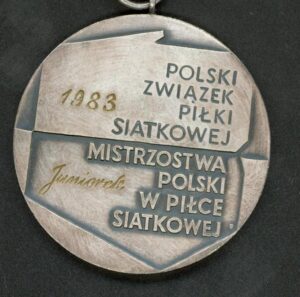 1983
POLSKI
ZWIĄZEK
PIŁKI
SIATKOWEJ
MISTRZOSTWA
Juniorek
POLSKI
W PIŁCE
SIATKOWEJ